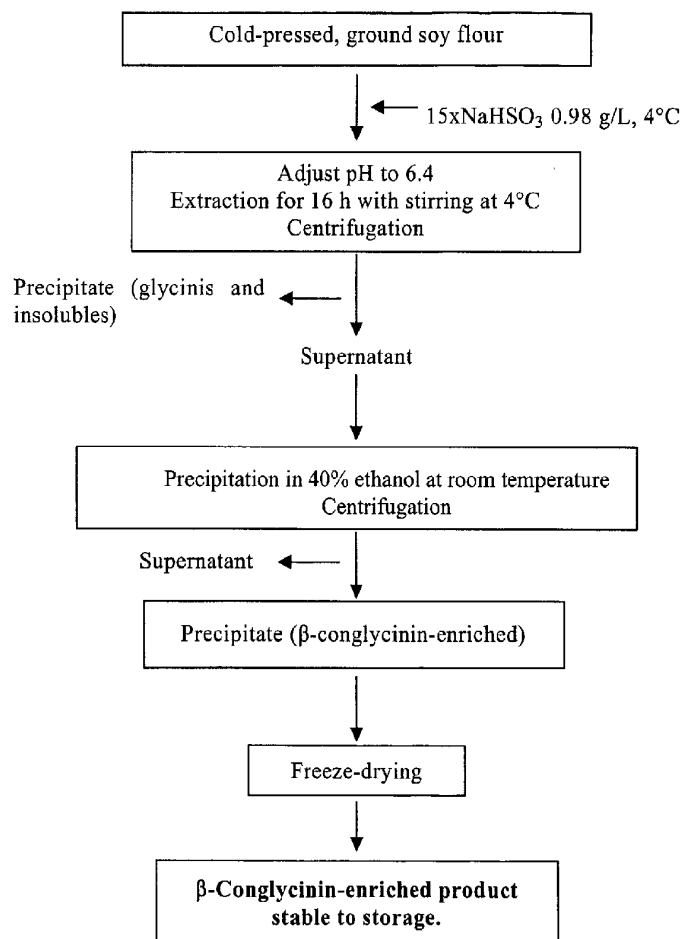 Cold-pressed, ground soy flour
15xNaHSO₃ 0.98 g/L, 4°C
Adjust pH to 6.4
Extraction for 16 h with stirring at 4°C
Centrifugation
Precipitate (glycinis and
insolubles)
Supernatant
Precipitation in 40% ethanol at room temperature
Centrifugation
Supernatant
Precipitate (β-conglycinin-enriched)
Freeze-drying
β-Conglycinin-enriched product
stable to storage.